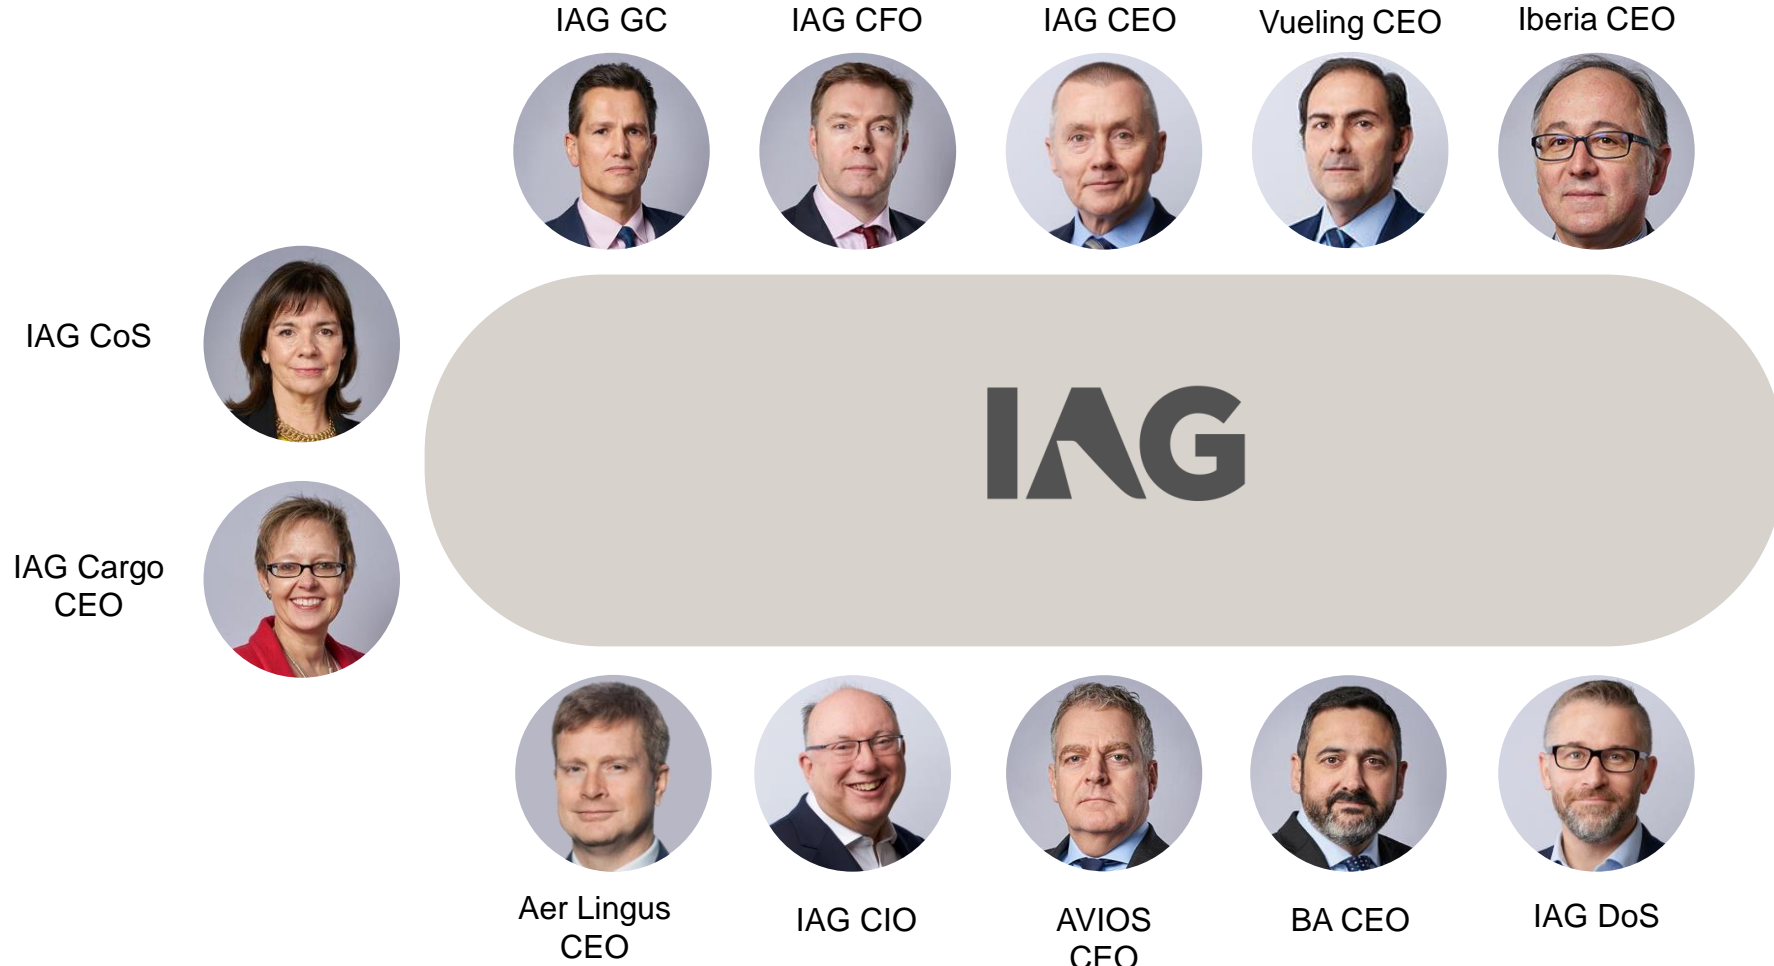 IAG GC
IAG CFO
IAG CEO
Vueling CEO
Iberia CEO
IAG CoS
IAG
IAG Cargo
CEO
Aer Lingus
CEO
IAG CIO
AVIOS
CEO
BA CEO
IAG DoS